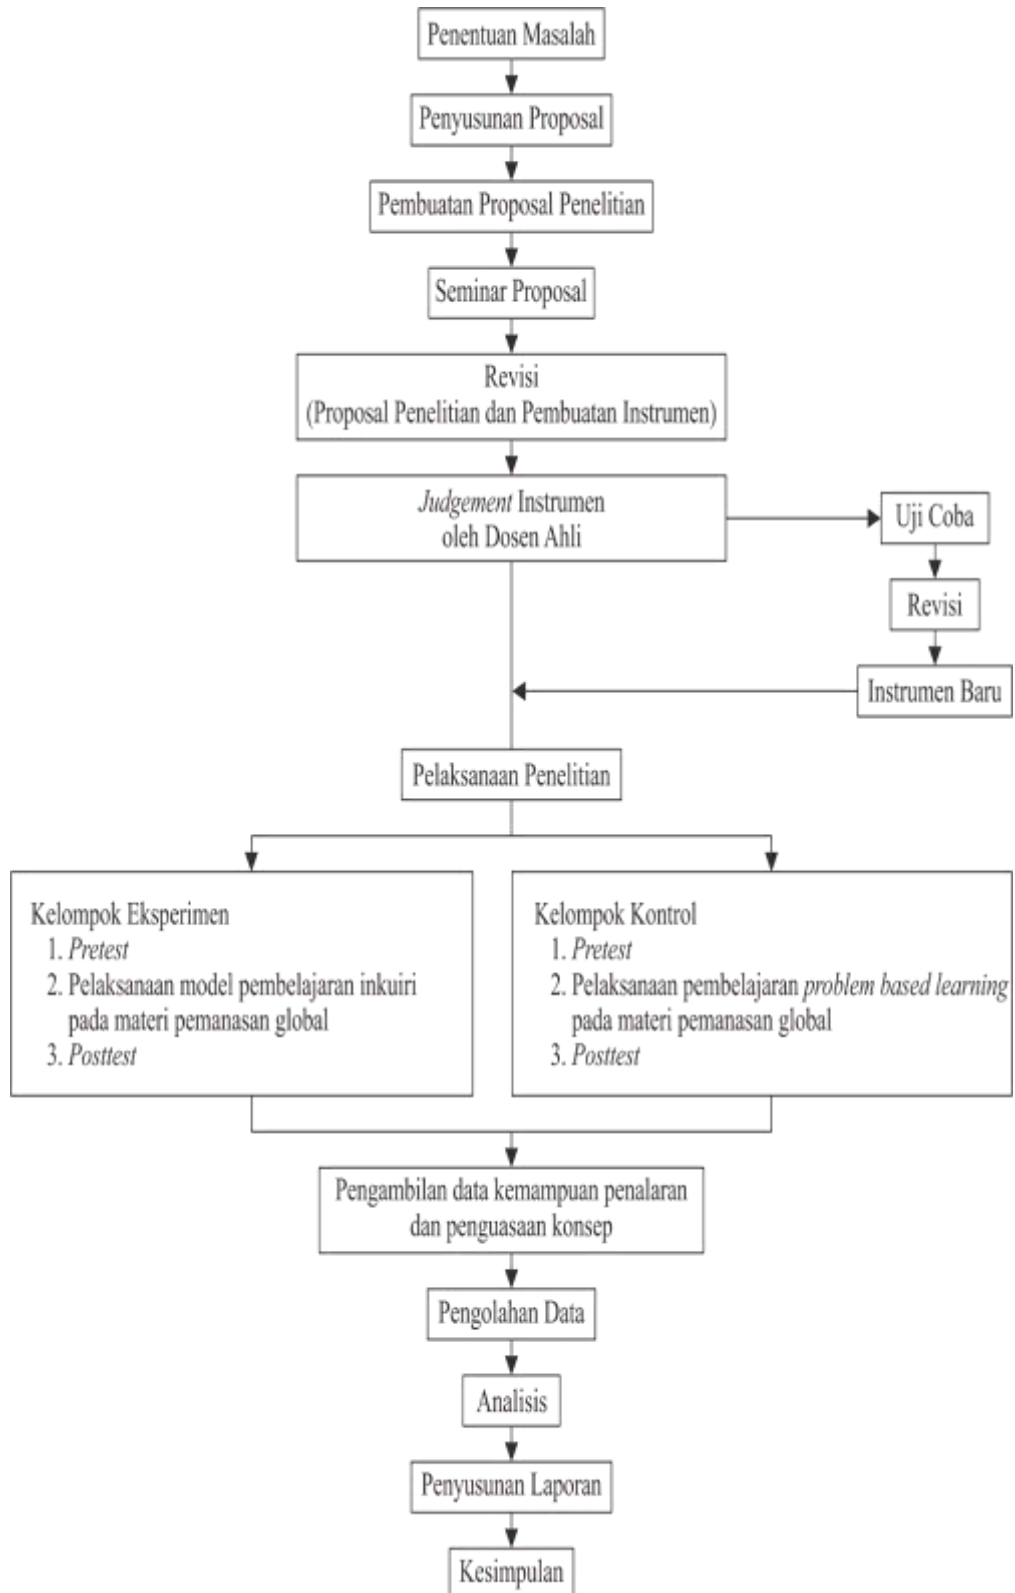 Penentuan Masalah
Penyusunan Proposal
Pembuatan Proposal Penelitian
Seminar Proposal
Revisi
(Proposal Penelitian dan Pembuatan Instrumen)
Judgement Instrumen
oleh Dosen Ahli
Uji Coba
Revisi
Instrumen Baru
Pelaksanaan Penelitian
Kelompok Eksperimen
1. Pretest
2. Pelaksanaan model pembelajaran inkuiri
pada materi pemanasan global
3. Posttest
Kelompok Kontrol
1. Pretest
2. Pelaksanaan pembelajaran problem based learning
pada materi pemanasan global
3. Posttest
Pengambilan data kemampuan penalaran
dan penguasaan konsep
Pengolahan Data
Analisis
Penyusunan Laporan
Kesimpulan